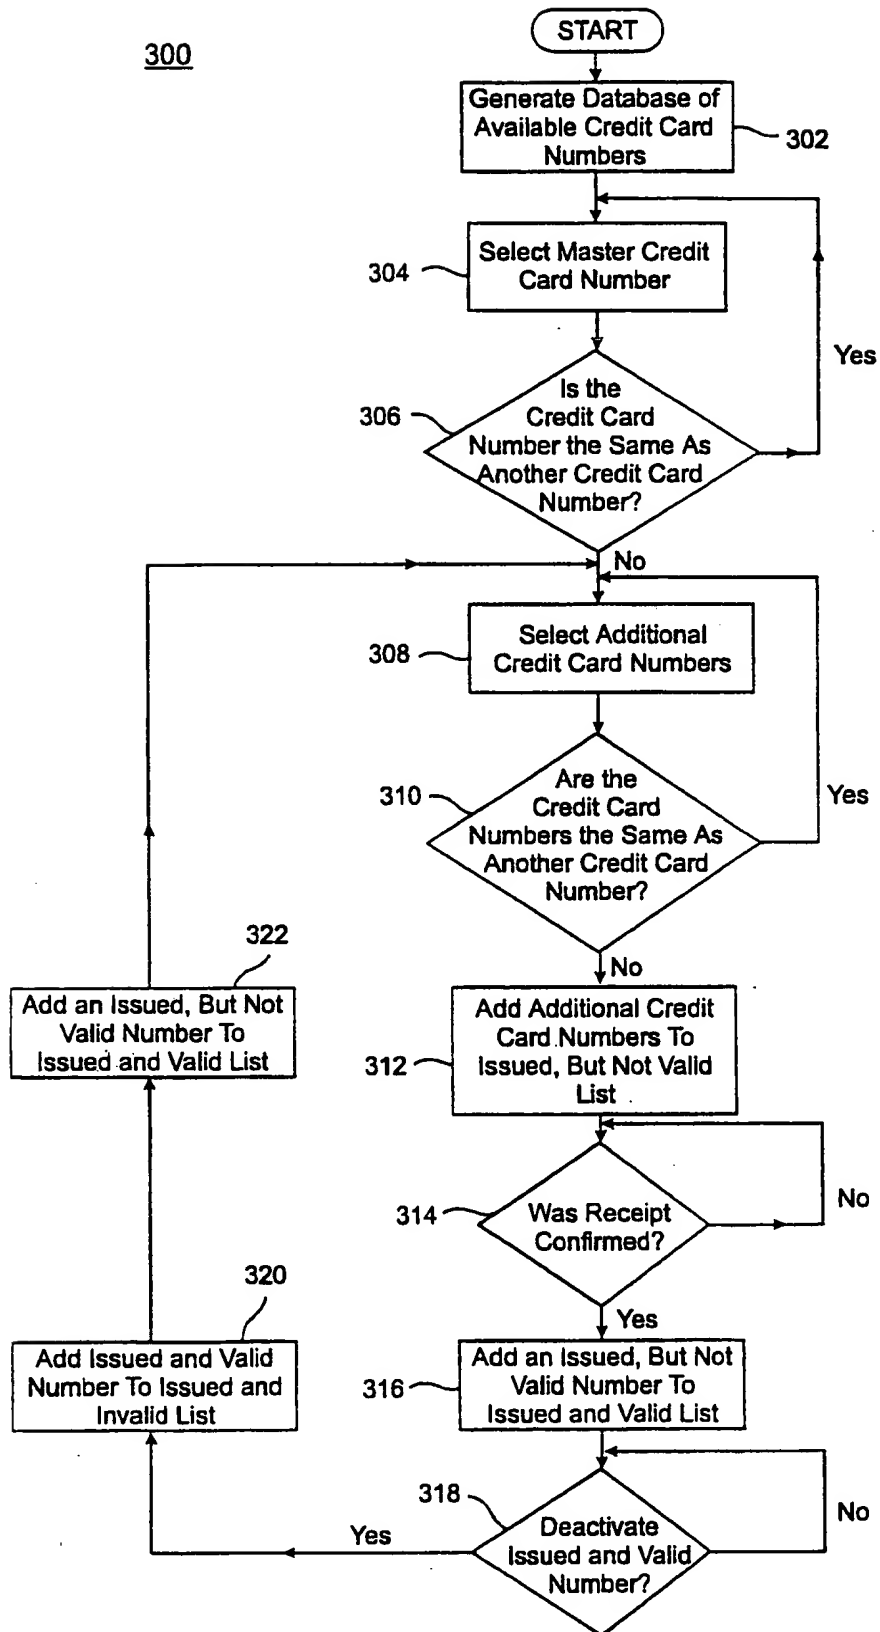 START
300
Generate Database of
Available Credit Card
Numbers
302
Select Master Credit
Card Number
304
Yes
Is the
Credit Card
Number the Same As
Another Credit Card
Number?
306
No
Select Additional
Credit Card Numbers
308
Are the
Credit Card
Numbers the Same As
Another Credit Card
Number?
310
Yes
No
322
Add an Issued, But Not
Valid Number To
Issued and Valid List
Add Additional Credit
Card Numbers To
Issued, But Not Valid
List
312
Was Receipt
Confirmed?
314
No
Yes
320
Add Issued and Valid
Number To Issued and
Invalid List
Add an Issued, But Not
Valid Number To
Issued and Valid List
316
318
Deactivate
Issued and Valid
Number?
No
Yes